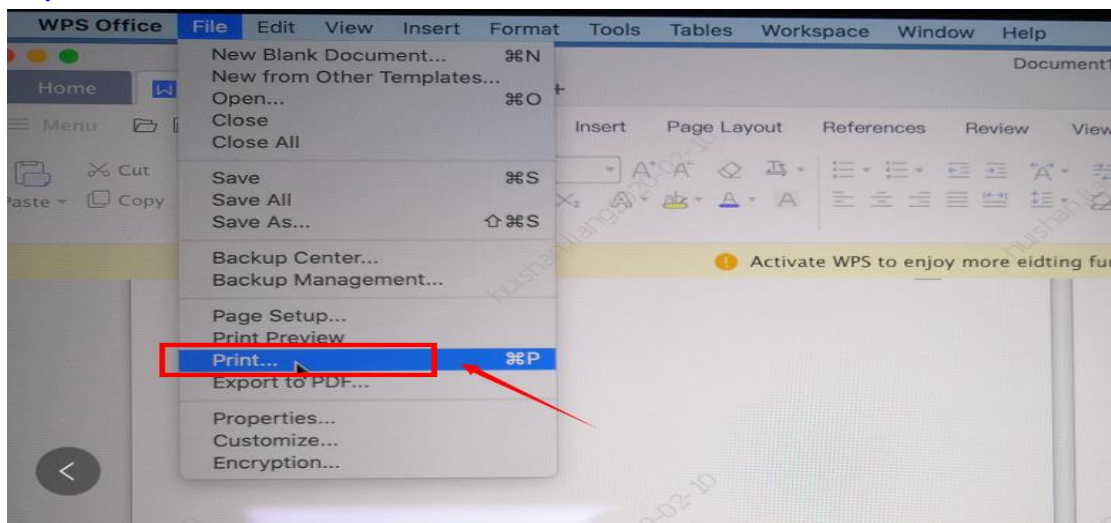 WPS Office File Edit View Insert Format Tools Tables Workspace Window Help
New Blank Document... ⌘N
Document1
New from Other Templates...
Home
Open... ⌘O
Close
Menu Insert Page Layout References Review View
Close All
Cut
Save ⌘S
Copy
Save All
Save As... ⇧⌘S
Backup Center...
Activate WPS to enjoy more eidting fu
Backup Management...
Page Setup...
Print Preview
Print... ⌘P
Export to PDF...
Properties...
Customize...
Encryption...